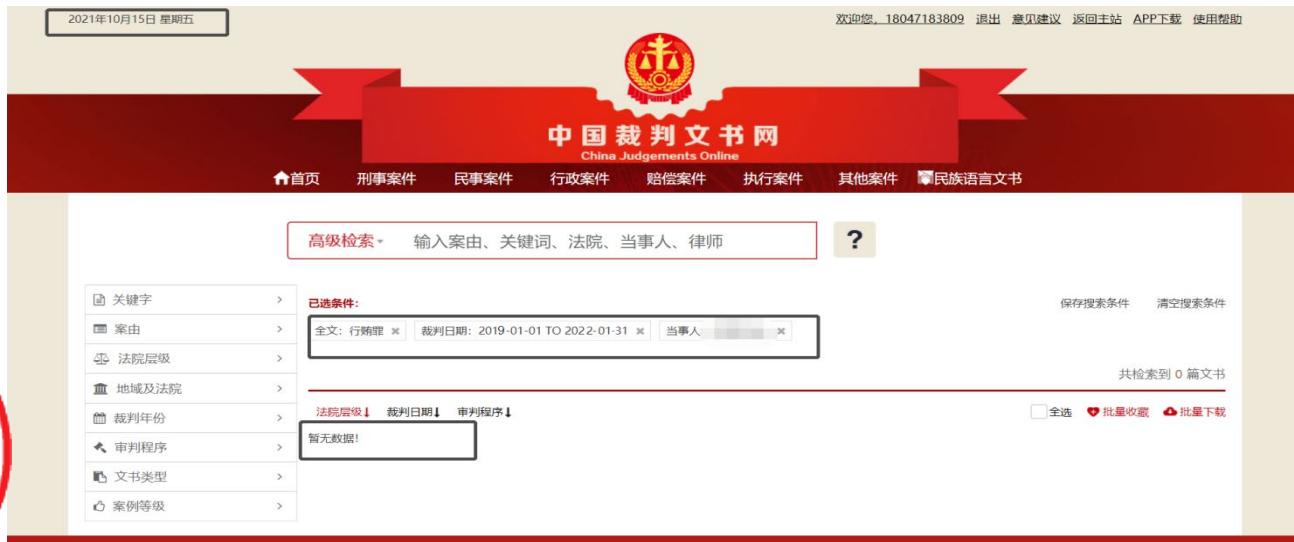 2021年10月15日 星期五
欢迎您，18047183809 退出 意见建议 返回主站 APP下载 使用帮助
中国裁判文书网
China Judgements Online
首页 刑事案件 民事案件 行政案件 赔偿案件 执行案件 其他案件 民族语言文书
高级检索 输入案由、关键词、法院、当事人、律师 ?
关键字
案由
法院层级
地域及法院
裁判年份
审判程序
文书类型
案例等级
已选条件： 保存搜索条件 清空搜索条件
全文：行贿罪 × 裁判日期：2019-01-01 TO 2022-01-31 × 当事人 ×
共检索到 0 篇文书
法院层级↓ 裁判日期↓ 审判程序↓ 全选 批量收藏 批量下载
暂无数据！